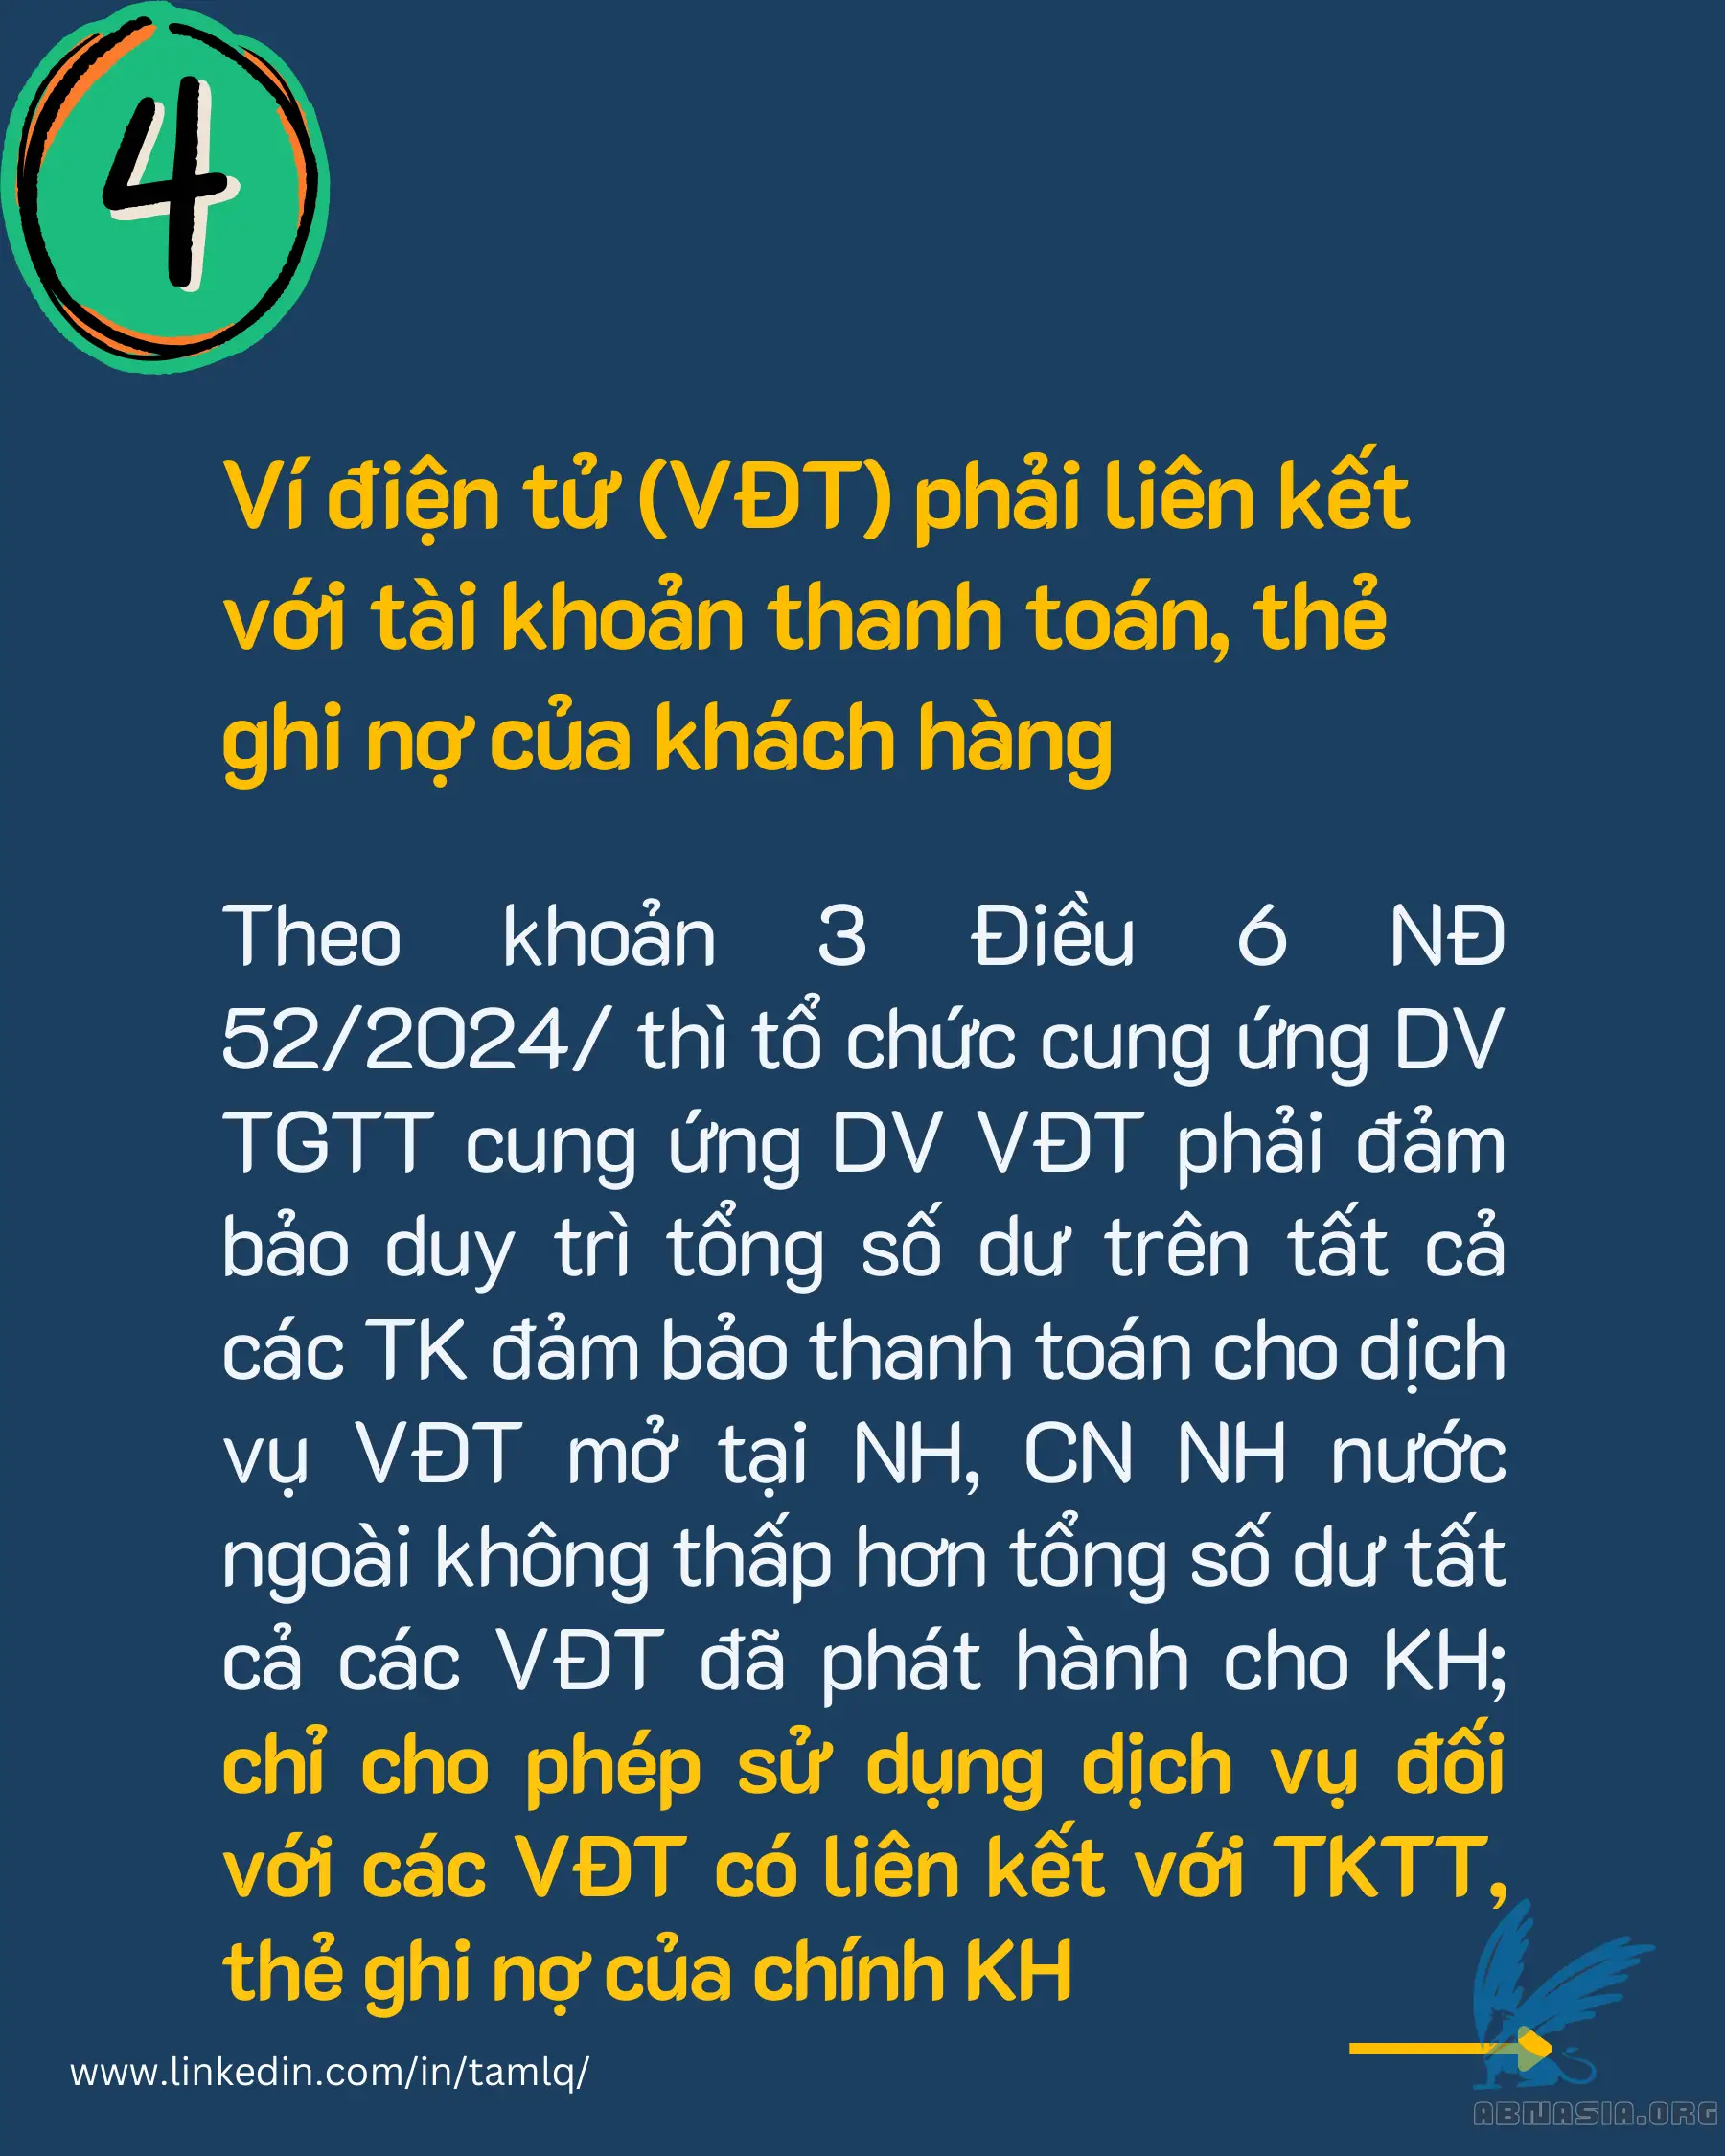 4
Ví điện tử (VĐT) phải liên kết
với tài khoản thanh toán, thẻ
ghi nợ của khách hàng
Theo khoản 3 Điều 6 NĐ
52/2024/ thì tổ chức cung ứng DV
TGTT cung ứng DV VĐT phải đảm
bảo duy trì tổng số dư trên tất cả
các TK đảm bảo thanh toán cho dịch
vụ VĐT mở tại NH, CN NH nước
ngoài không thấp hơn tổng số dư tất
cả các VĐT đã phát hành cho KH;
chỉ cho phép sử dụng dịch vụ đối
với các VĐT có liên kết với TKTT,
thẻ ghi nợ của chính KH
www.linkedin.com/in/tamlq/
ABNASIA.ORG